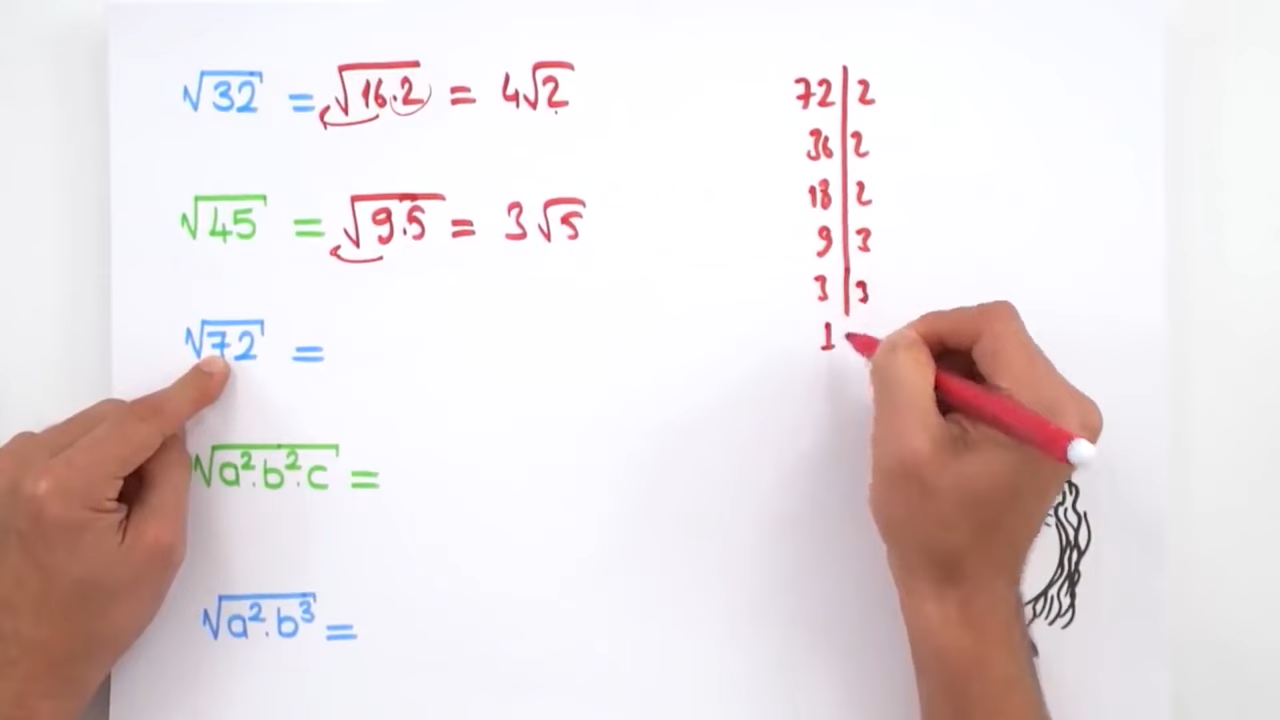 √32 = √16.2 = 4√2
√45 = √9.5 = 3√5
√72 =
√a².b².c =
√a².b³ =
72 | 2
36 | 2
18 | 2
9 | 3
3 | 3
1